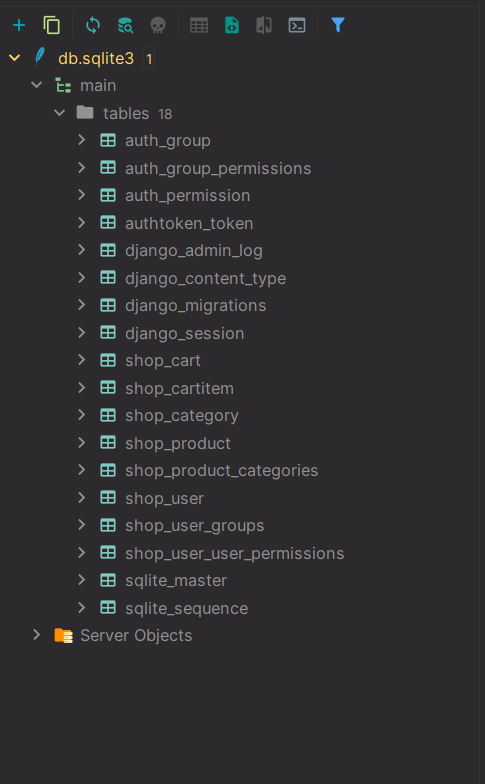 db.sqlite3 1
main
tables 18
auth_group
auth_group_permissions
auth_permission
authtoken_token
django_admin_log
django_content_type
django_migrations
django_session
shop_cart
shop_cartitem
shop_category
shop_product
shop_product_categories
shop_user
shop_user_groups
shop_user_user_permissions
sqlite_master
sqlite_sequence
Server Objects